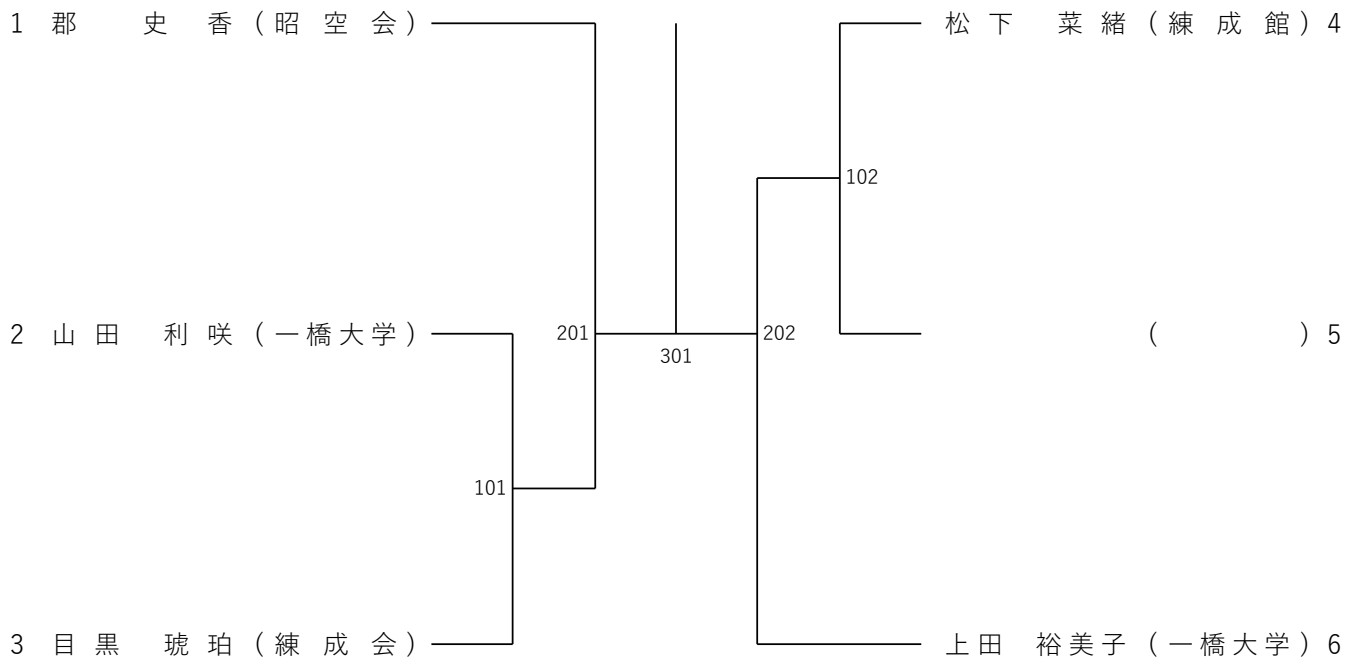 1 郡 史 香 (昭 空 会)
松下 菜緒 (練 成 館) 4
102
2 山田 利咲 (一橋大学)
201
202
( ) 5
301
101
3 目黒 琥珀 (練 成 会)
上田 裕美子 (一橋大学) 6